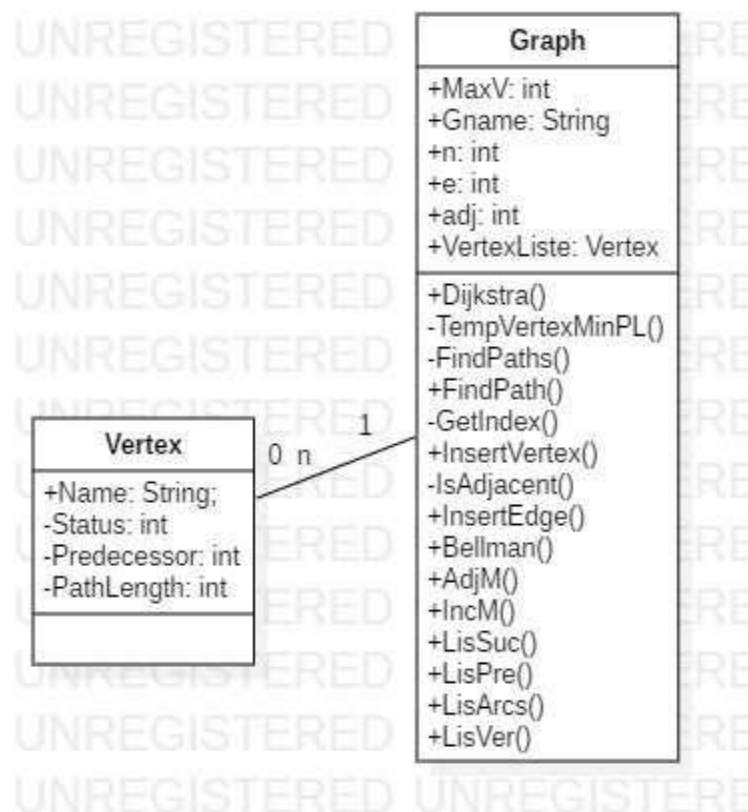 Graph
+MaxV: int
+Gname: String
+n: int
+e: int
+adj: int
+VertexListe: Vertex
+Dijkstra()
-TempVertexMinPL()
-FindPaths()
+FindPath()
-GetIndex()
+InsertVertex()
-IsAdjacent()
+InsertEdge()
+Bellman()
+AdjM()
+IncM()
+LisSuc()
+LisPre()
+LisArcs()
+LisVer()
1
0 n
Vertex
+Name: String;
-Status: int
-Predecessor: int
-PathLength: int
UNREGISTERED
UNREGISTERED
UNREGISTERED
UNREGISTERED
UNREGISTERED
UNREGISTERED
UNREGISTERED
UNREGISTERED
UNREGISTERED
UNREGISTERED UNREGISTERED